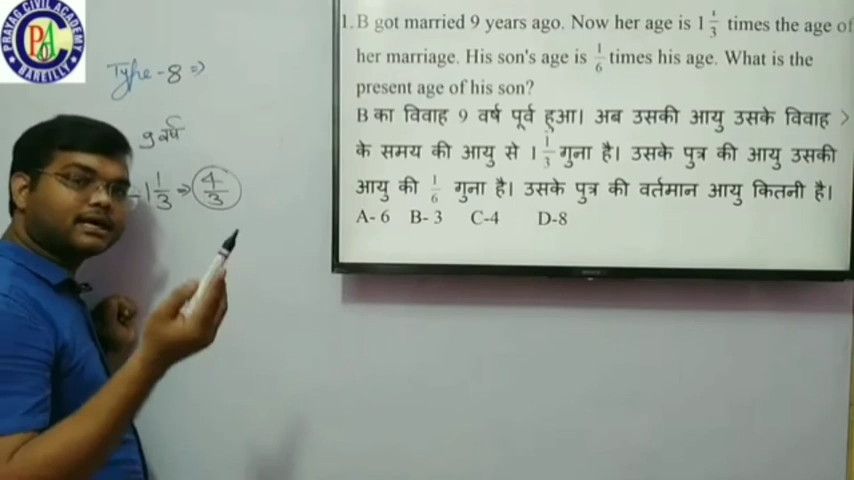 PRAYAG CIVIL ACADEMY
PCA
BAREILLY
Type-8 ⇒
9 वर्ष
1 1/3 ⇒ 4/3
1. B got married 9 years ago. Now her age is 1 1/3 times the age of
her marriage. His son's age is 1/6 times his age. What is the
present age of his son?
B का विवाह 9 वर्ष पूर्व हुआ। अब उसकी आयु उसके विवाह
के समय की आयु से 1 1/3 गुना है। उसके पुत्र की आयु उसकी
आयु की 1/6 गुना है। उसके पुत्र की वर्तमान आयु कितनी है।
A- 6 B- 3 C-4 D-8